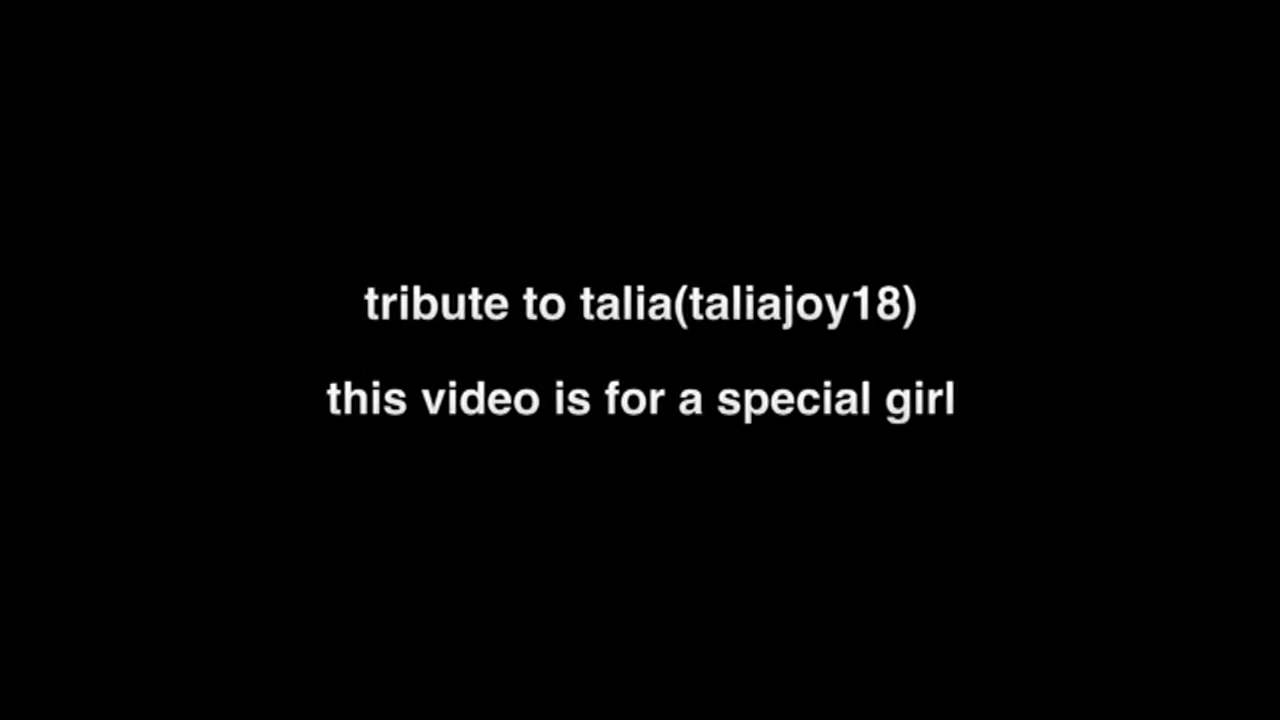 tribute to talia(taliajoy18)
this video is for a special girl